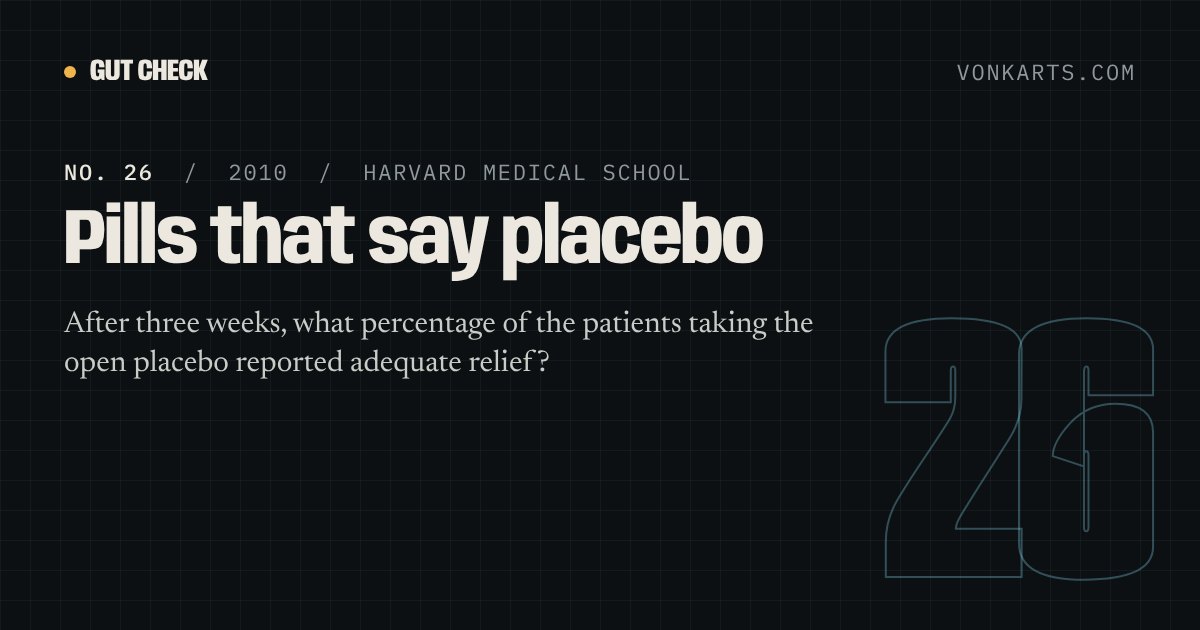 GUT CHECK
VONKARTS.COM
NO. 26 / 2010 / HARVARD MEDICAL SCHOOL
Pills that say placebo
After three weeks, what percentage of the patients taking the
open placebo reported adequate relief?
26